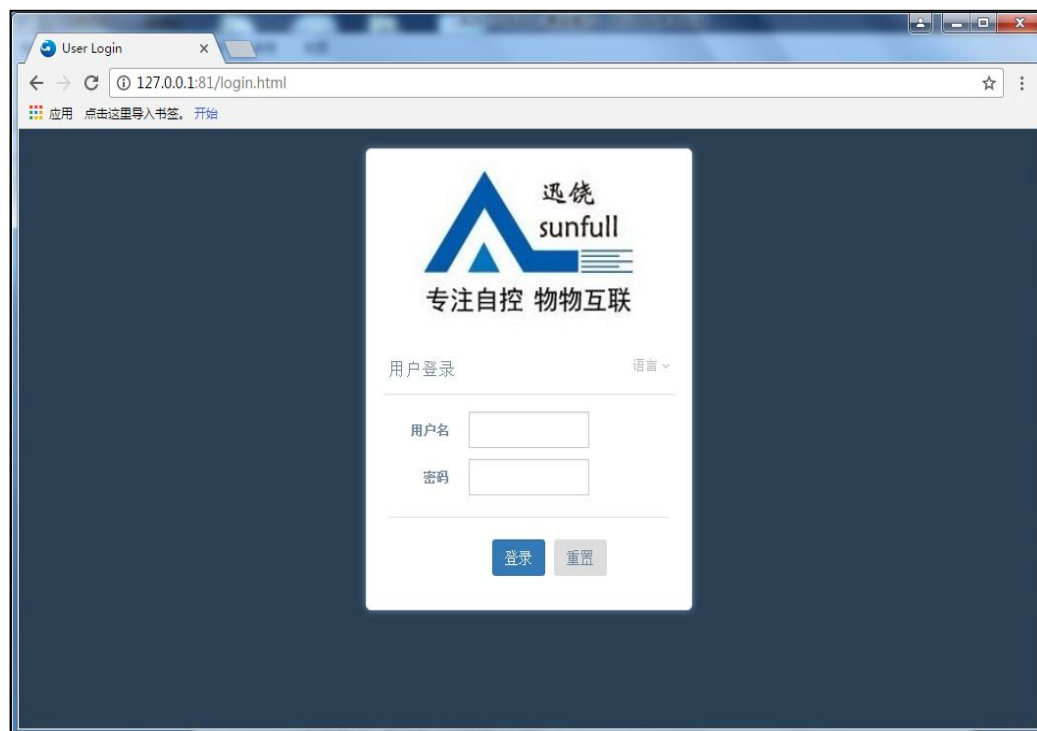 User Login
127.0.0.1:81/login.html
应用 点击这里导入书签。 开始
迅饶
sunfull
专注自控 物物互联
用户登录 语言
用户名
密码
登录 重置